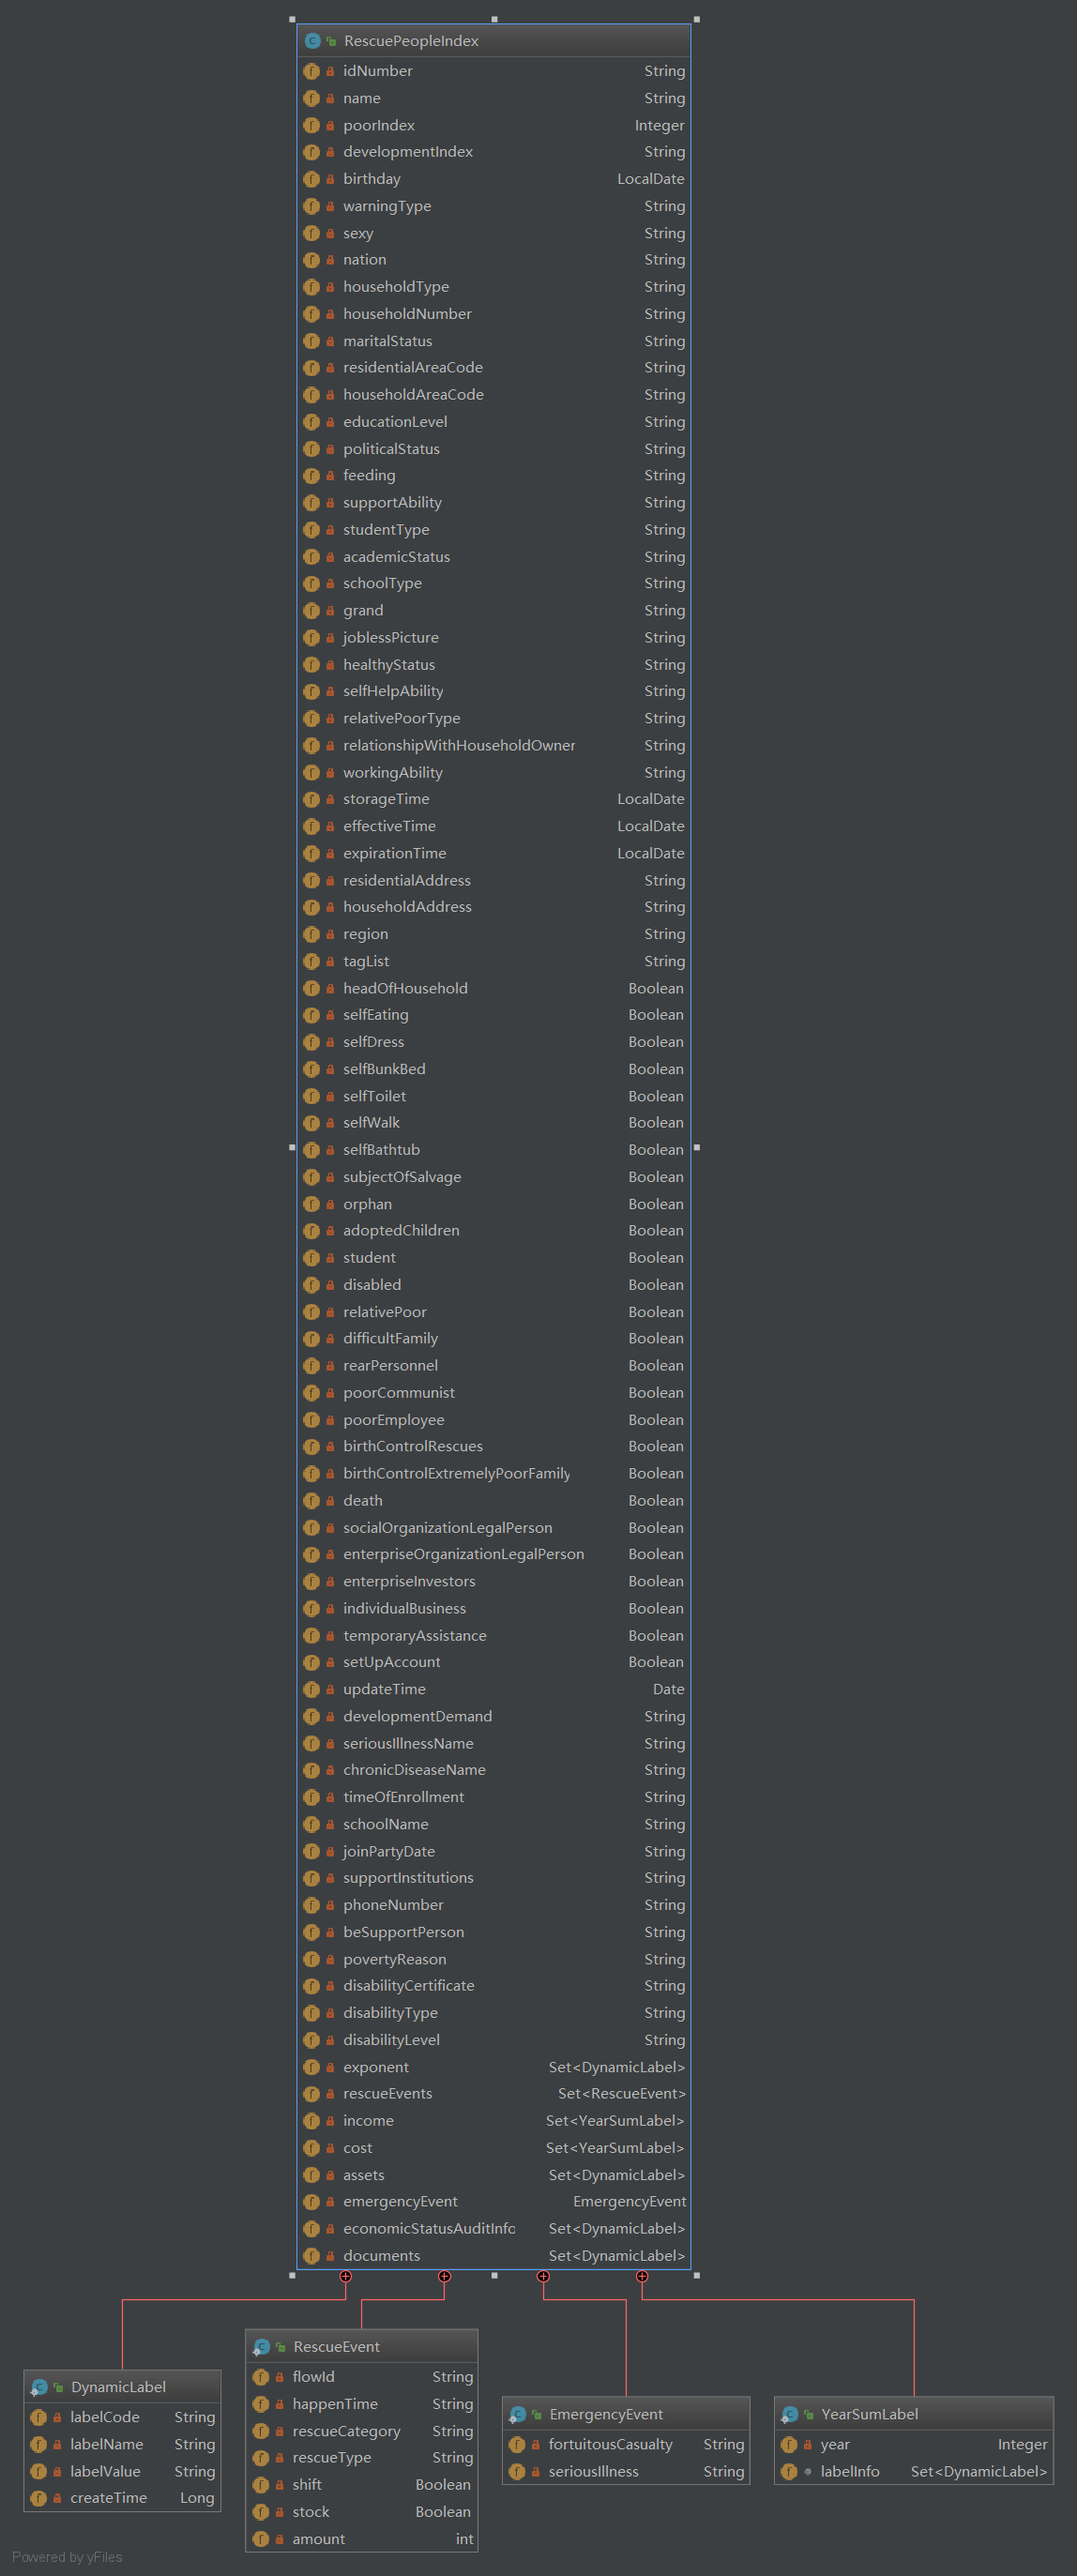 RescuePeopleIndex
idNumber String
name String
poorIndex Integer
developmentIndex String
birthday LocalDate
warningType String
sexy String
nation String
householdType String
householdNumber String
maritalStatus String
residentialAreaCode String
householdAreaCode String
educationLevel String
politicalStatus String
feeding String
supportAbility String
studentType String
academicStatus String
schoolType String
grand String
joblessPicture String
healthyStatus String
selfHelpAbility String
relativePoorType String
relationshipWithHouseholdOwner String
workingAbility String
storageTime LocalDate
effectiveTime LocalDate
expirationTime LocalDate
residentialAddress String
householdAddress String
region String
tagList String
headOfHousehold Boolean
selfEating Boolean
selfDress Boolean
selfBunkBed Boolean
selfToilet Boolean
selfWalk Boolean
selfBathtub Boolean
subjectOfSalvage Boolean
orphan Boolean
adoptedChildren Boolean
student Boolean
disabled Boolean
relativePoor Boolean
difficultFamily Boolean
rearPersonnel Boolean
poorCommunist Boolean
poorEmployee Boolean
birthControlRescues Boolean
birthControlExtremelyPoorFamily Boolean
death Boolean
socialOrganizationLegalPerson Boolean
enterpriseOrganizationLegalPerson Boolean
enterpriseInvestors Boolean
individualBusiness Boolean
temporaryAssistance Boolean
setUpAccount Boolean
updateTime Date
developmentDemand String
seriousIllnessName String
chronicDiseaseName String
timeOfEnrollment String
schoolName String
joinPartyDate String
supportInstitutions String
phoneNumber String
beSupportPerson String
povertyReason String
disabilityCertificate String
disabilityType String
disabilityLevel String
exponent Set<DynamicLabel>
rescueEvents Set<RescueEvent>
income Set<YearSumLabel>
cost Set<YearSumLabel>
assets Set<DynamicLabel>
emergencyEvent EmergencyEvent
economicStatusAuditInfo Set<DynamicLabel>
documents Set<DynamicLabel>
DynamicLabel
labelCode String
labelName String
labelValue String
createTime Long
RescueEvent
flowId String
happenTime String
rescueCategory String
rescueType String
shift Boolean
stock Boolean
amount int
EmergencyEvent
fortuitousCasualty String
seriousIllness String
YearSumLabel
year Integer
labelInfo Set<DynamicLabel>
Powered by yFiles